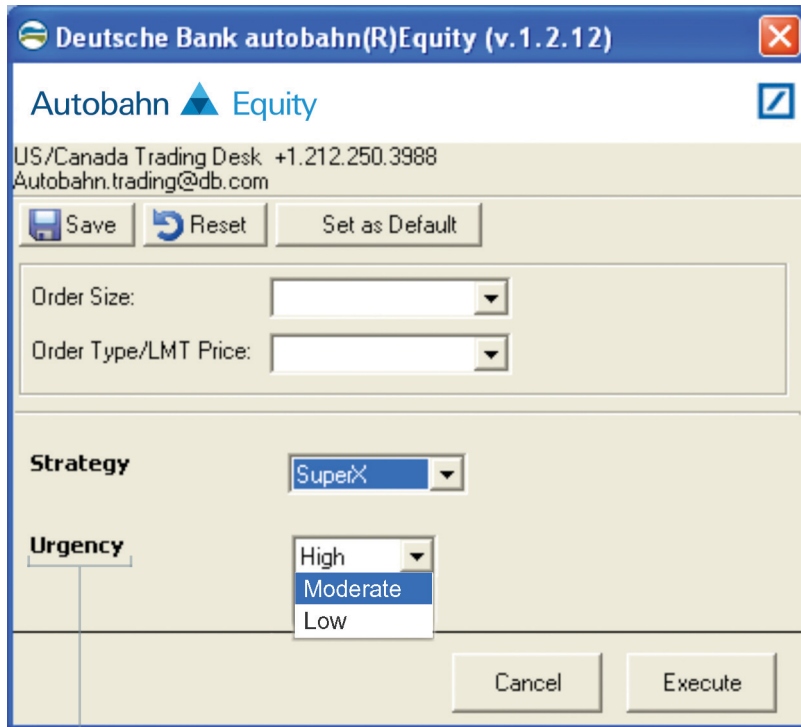 Deutsche Bank autobahn(R)Equity (v.1.2.12)
Autobahn Equity
US/Canada Trading Desk +1.212.250.3988
Autobahn.trading@db.com
Save Reset Set as Default
Order Size:
Order Type/LMT Price:
Strategy SuperX
Urgency High
Moderate
Low
Cancel Execute